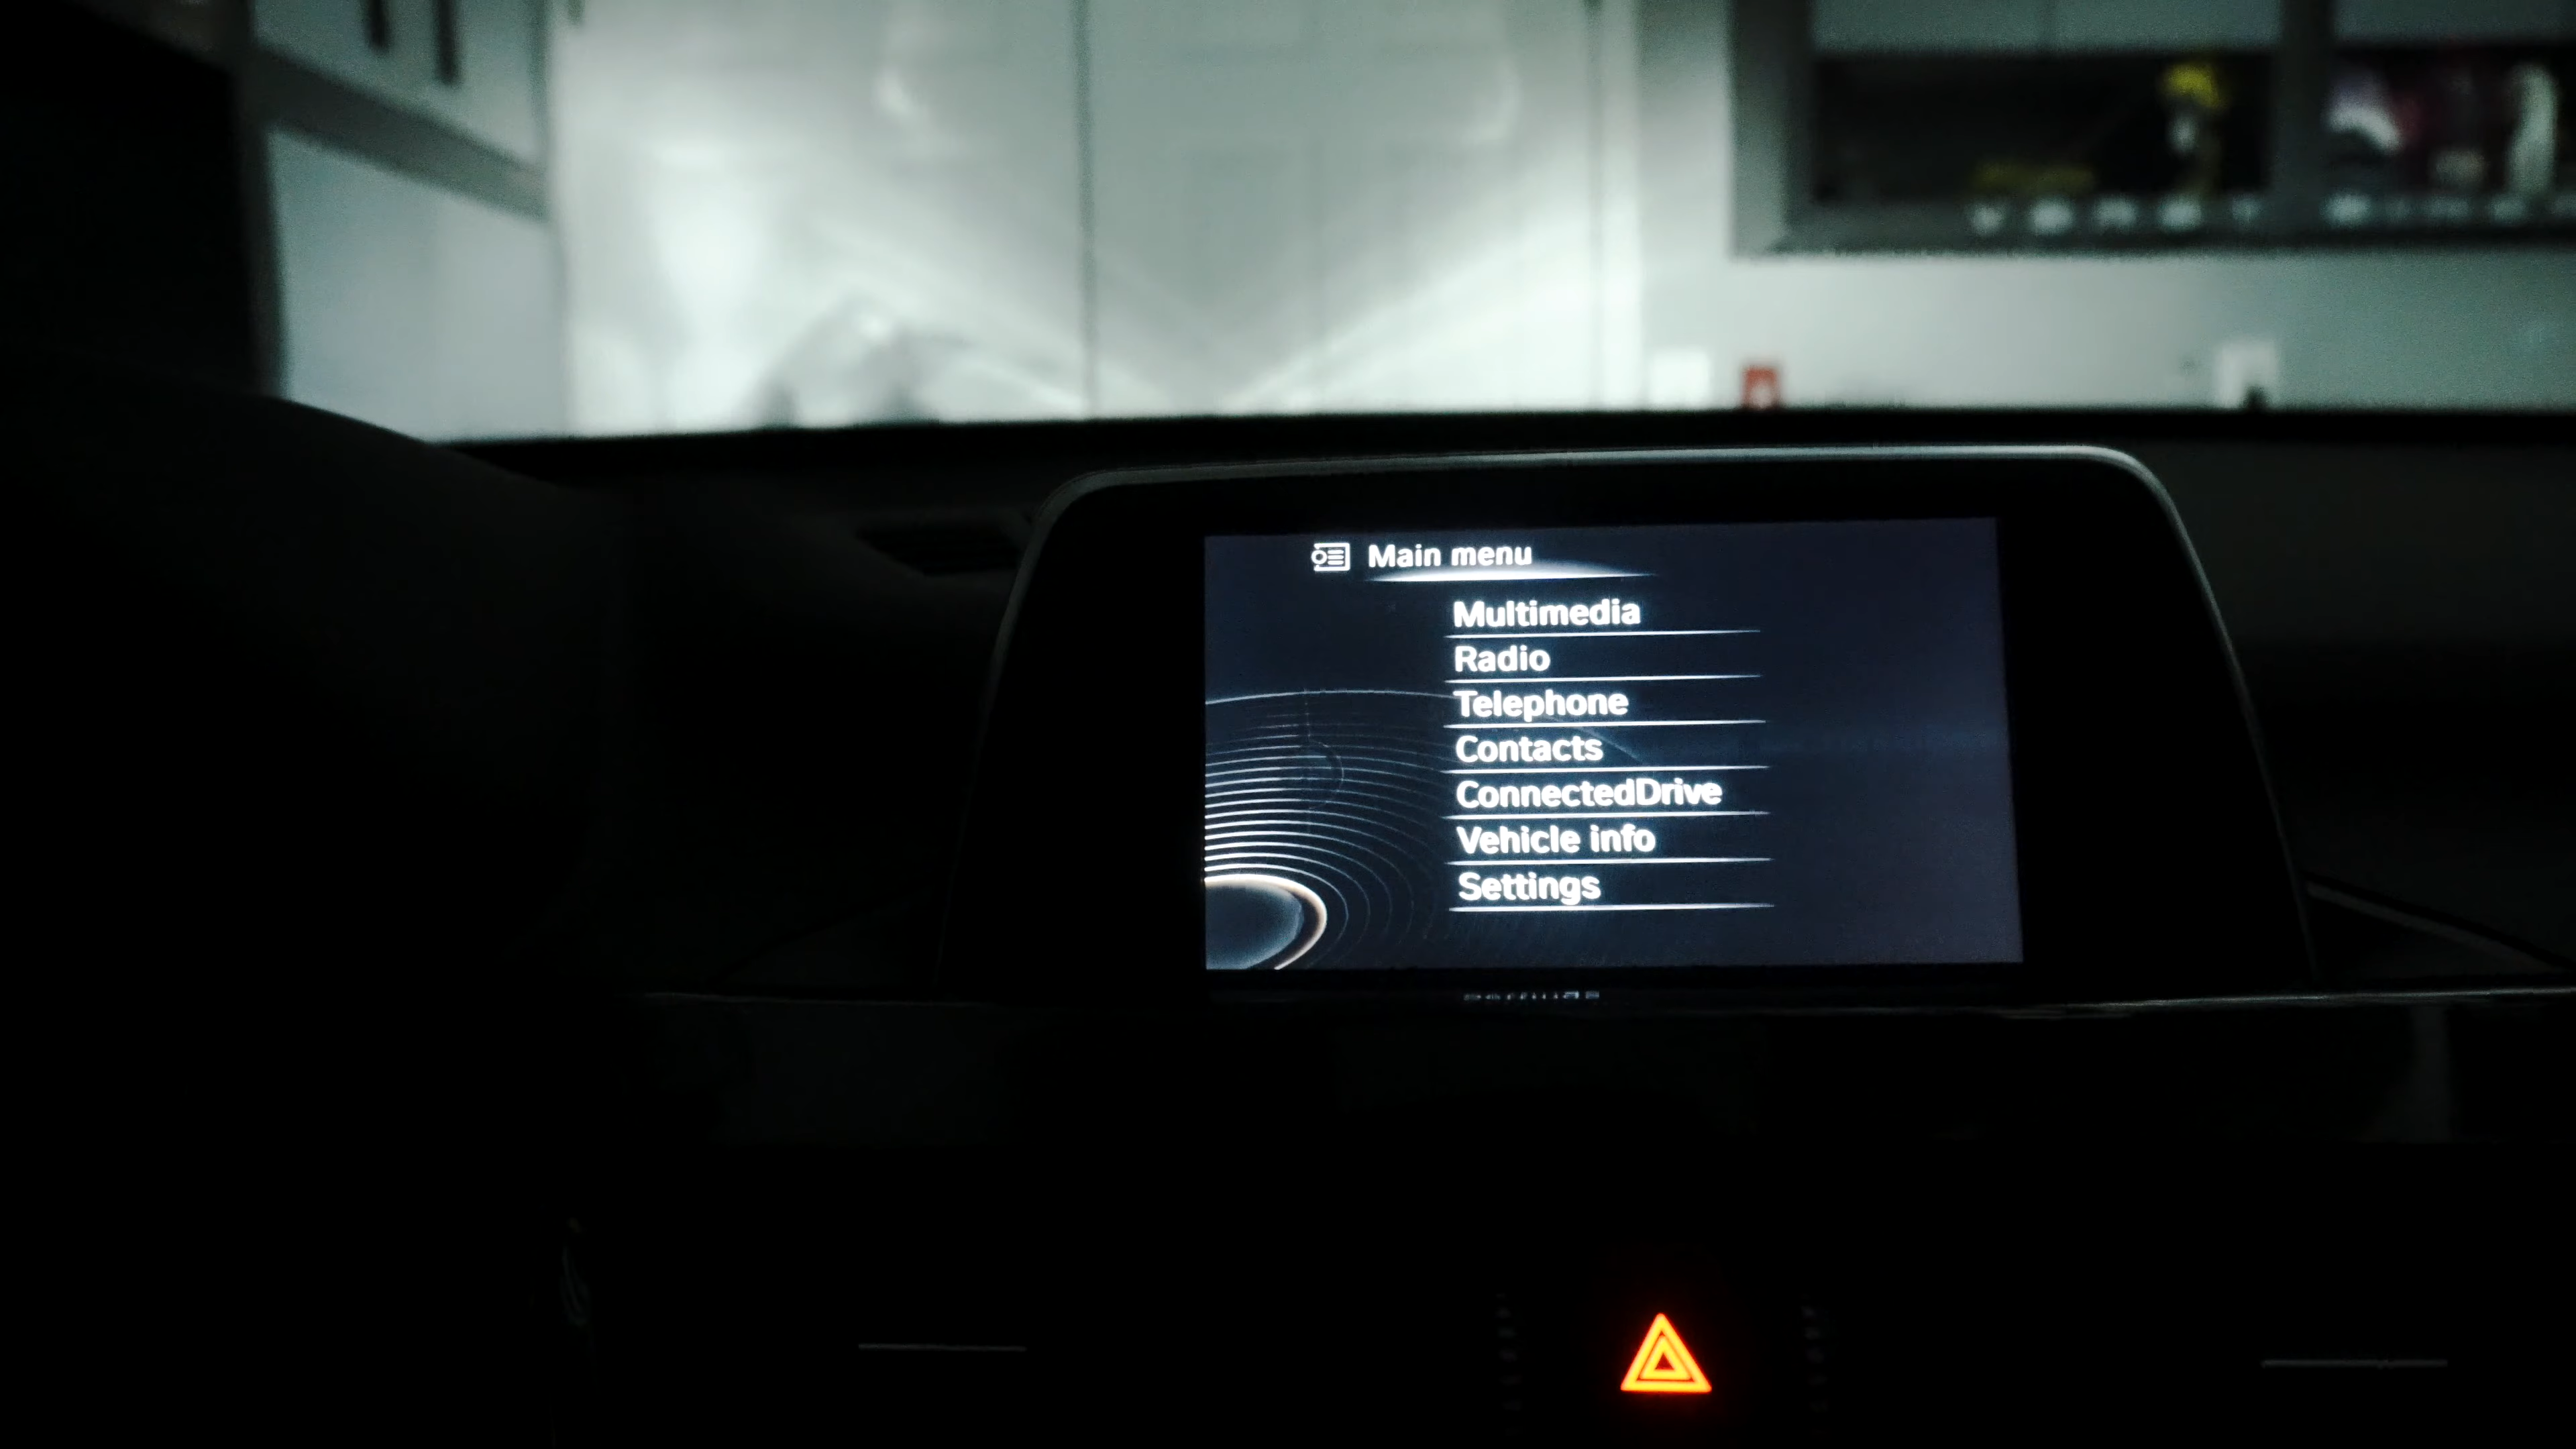 Main menu
Multimedia
Radio
Telephone
Contacts
ConnectedDrive
Vehicle info
Settings